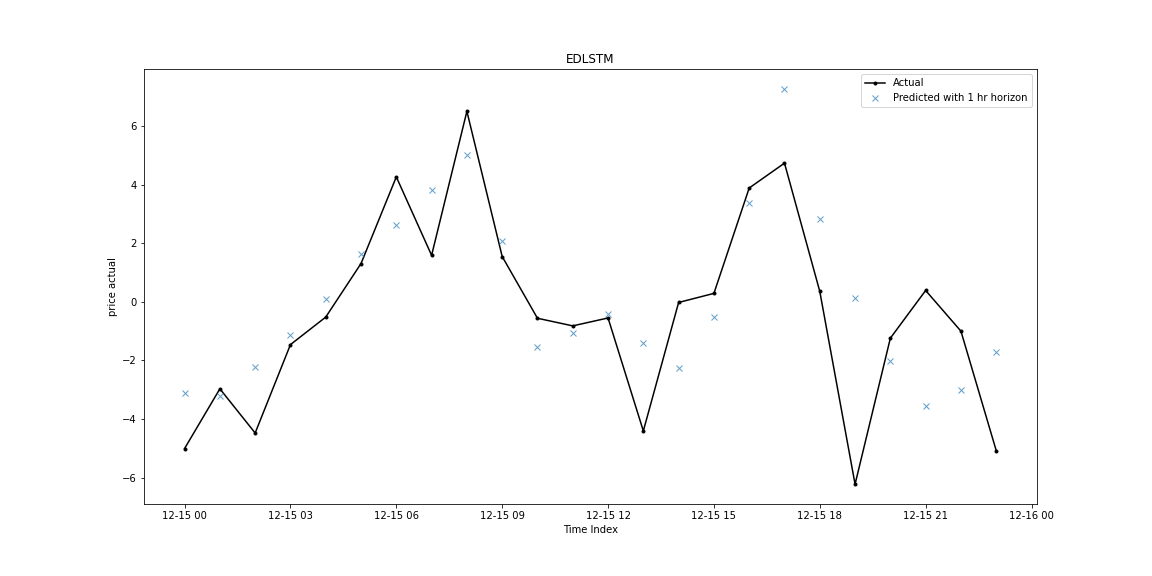 EDLSTM
Actual
Predicted with 1 hr horizon
6
4
2
0
−2
−4
−6
price actual
12-15 00 12-15 03 12-15 06 12-15 09 12-15 12 12-15 15 12-15 18 12-15 21 12-16 00
Time Index